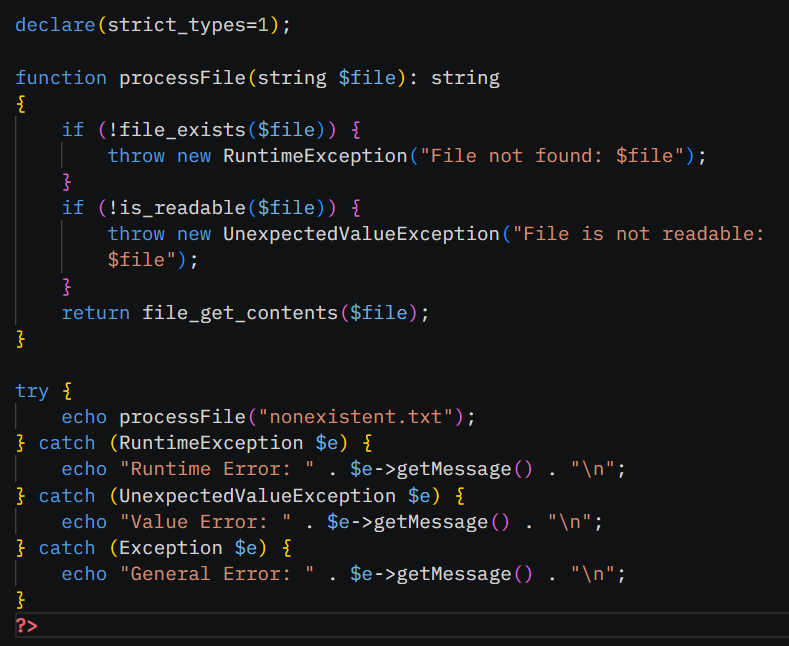 declare(strict_types=1);

function processFile(string $file): string
{
    if (!file_exists($file)) {
        throw new RuntimeException("File not found: $file");
    }
    if (!is_readable($file)) {
        throw new UnexpectedValueException("File is not readable:
        $file");
    }
    return file_get_contents($file);
}

try {
    echo processFile("nonexistent.txt");
} catch (RuntimeException $e) {
    echo "Runtime Error: " . $e->getMessage() . "\n";
} catch (UnexpectedValueException $e) {
    echo "Value Error: " . $e->getMessage() . "\n";
} catch (Exception $e) {
    echo "General Error: " . $e->getMessage() . "\n";
}
?>